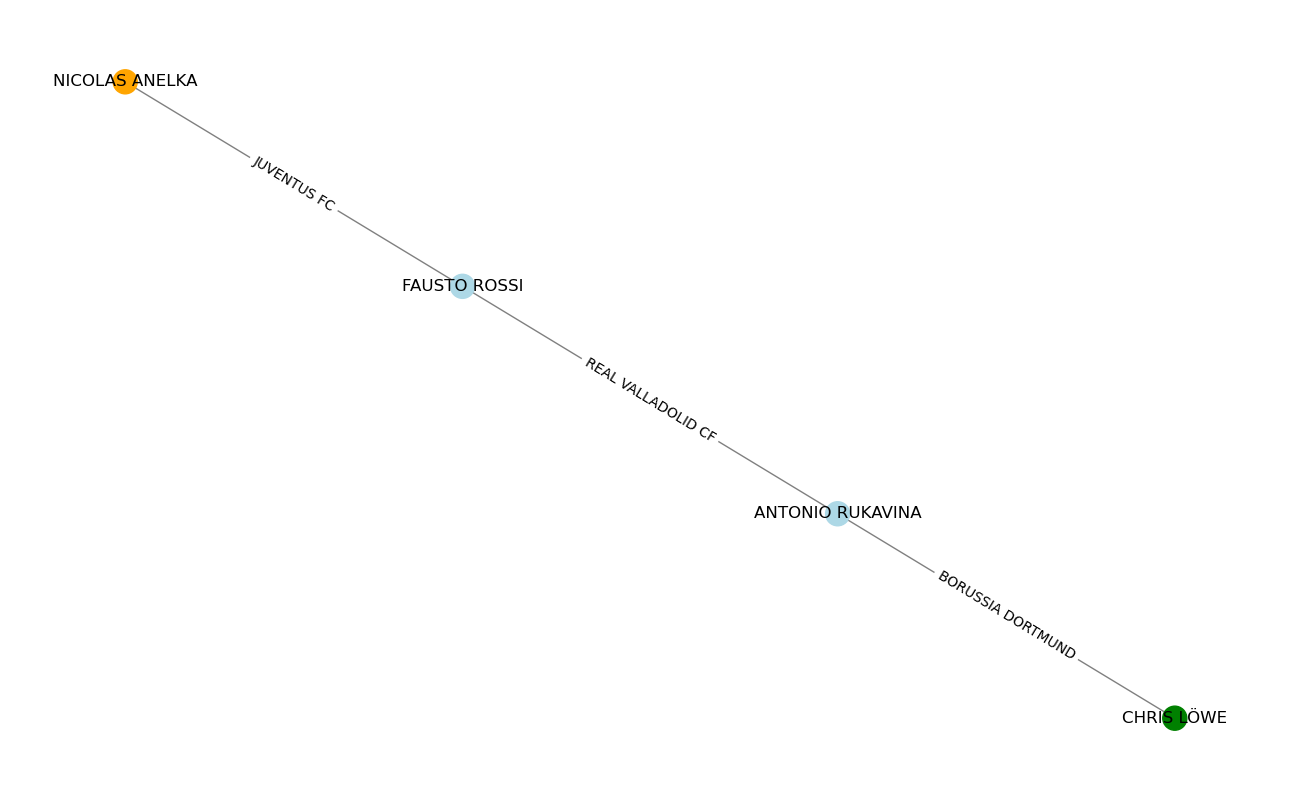 NICOLAS ANELKA
JUVENTUS FC
FAUSTO ROSSI
REAL VALLADOLID CF
ANTONIO RUKAVINA
BORUSSIA DORTMUND
CHRIS LÖWE